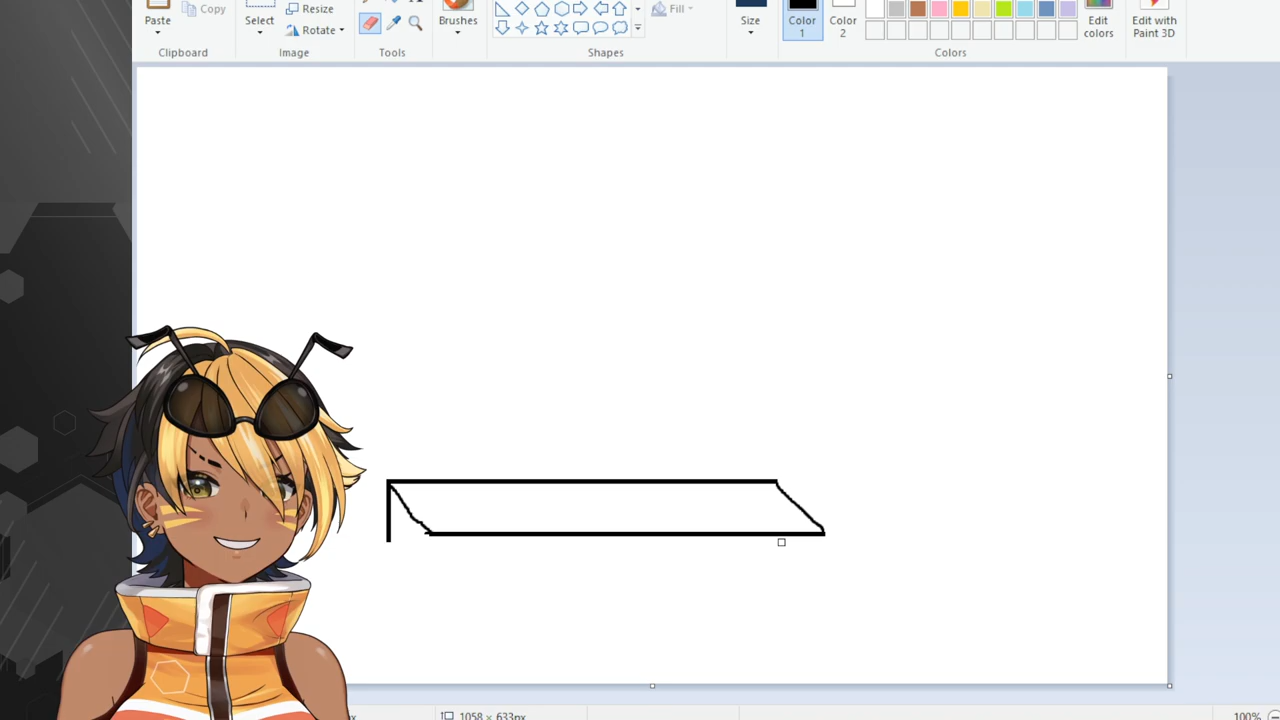 Resize
Paste
Copy
Select
Rotate
Brushes
Fill
Size
Color
1
Color
2
Edit
colors
Edit with
Paint 3D
Clipboard
Image
Tools
Shapes
Colors
1058 × 633px
100%